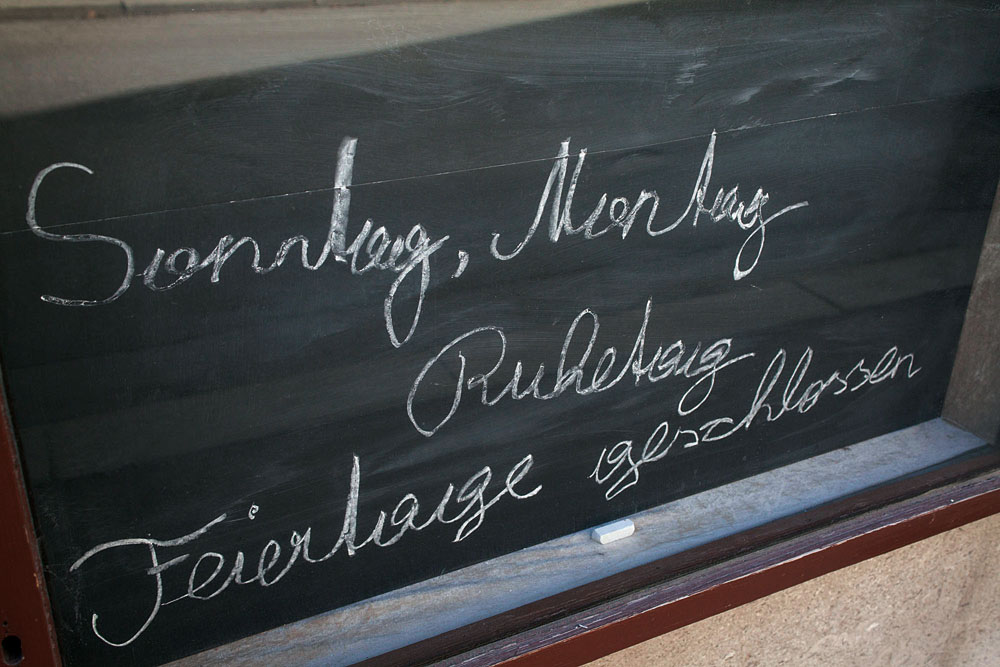 Sonntag, Montag
Ruhetag
Feiertage geschlossen